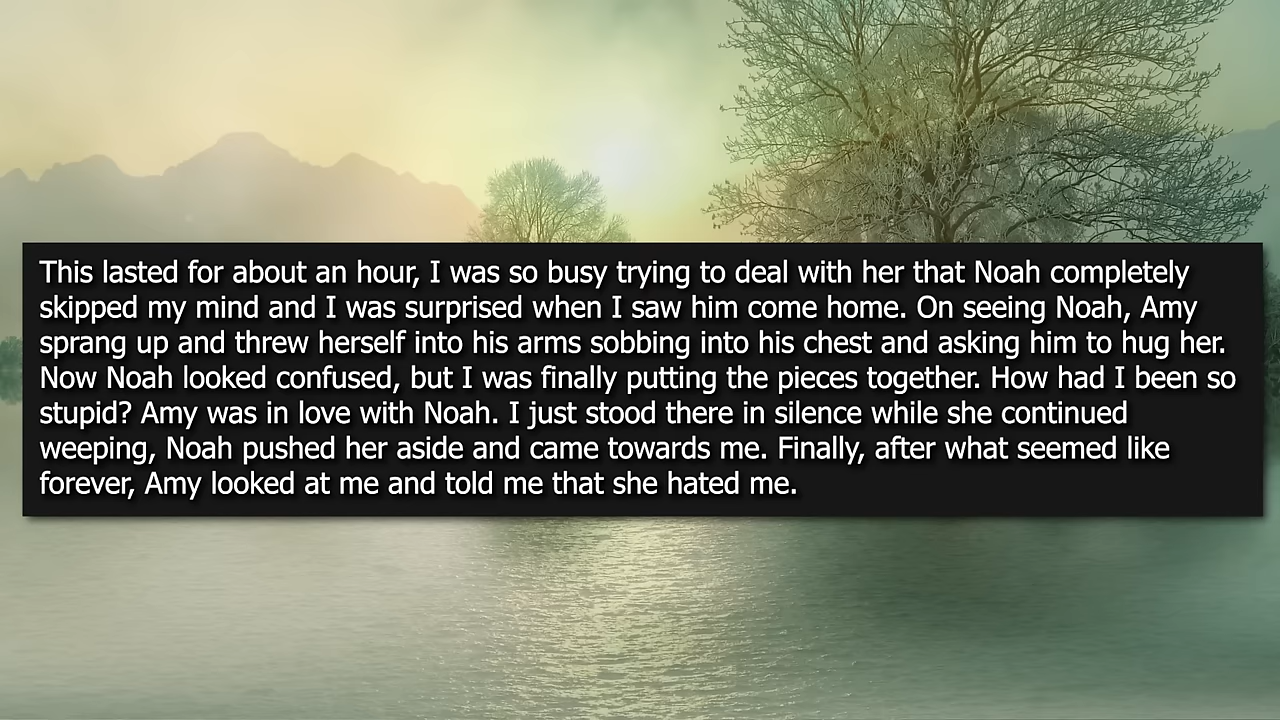 This lasted for about an hour, I was so busy trying to deal with her that Noah completely
skipped my mind and I was surprised when I saw him come home. On seeing Noah, Amy
sprang up and threw herself into his arms sobbing into his chest and asking him to hug her.
Now Noah looked confused, but I was finally putting the pieces together. How had I been so
stupid? Amy was in love with Noah. I just stood there in silence while she continued
weeping, Noah pushed her aside and came towards me. Finally, after what seemed like
forever, Amy looked at me and told me that she hated me.